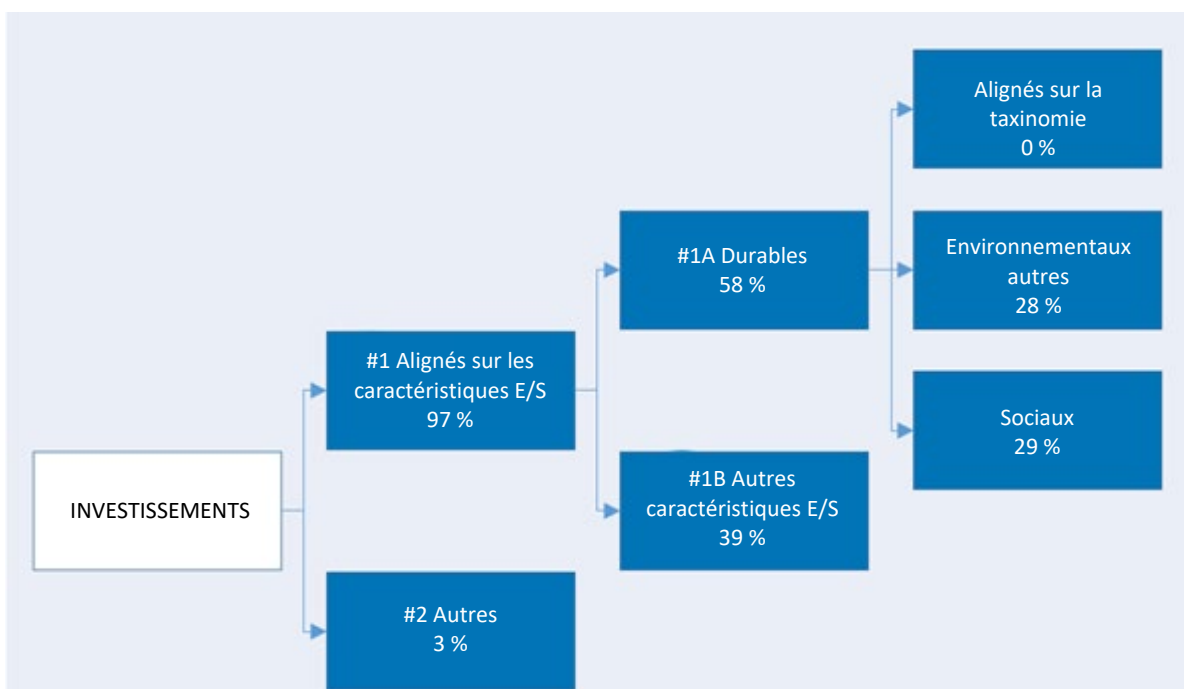 INVESTISSEMENTS
#1 Alignés sur les
caractéristiques E/S
97 %
#2 Autres
3 %
#1A Durables
58 %
#1B Autres
caractéristiques E/S
39 %
Alignés sur la
taxinomie
0 %
Environnementaux
autres
28 %
Sociaux
29 %